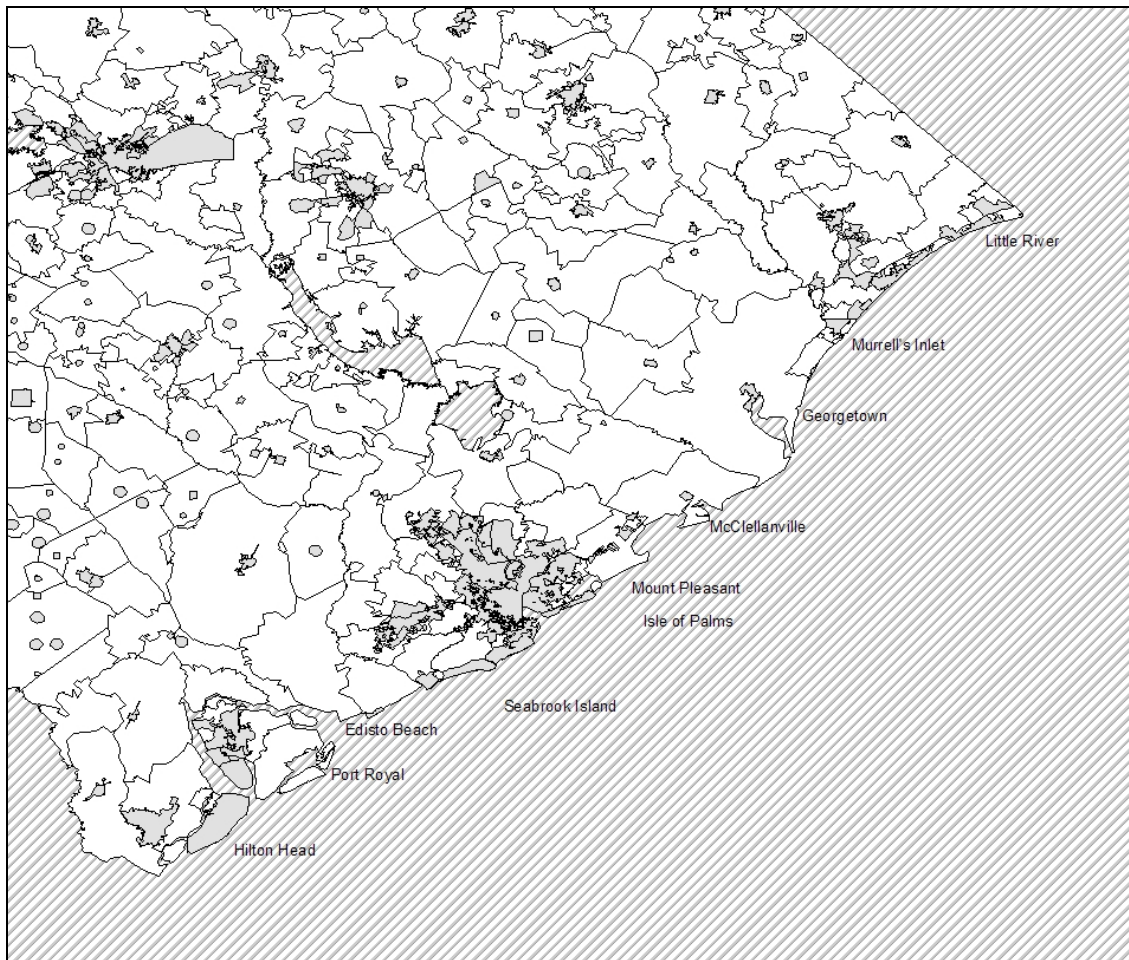 Little River
Murrell's Inlet
Georgetown
McClellanville
Mount Pleasant
Isle of Palms
Seabrook Island
Edisto Beach
Port Royal
Hilton Head